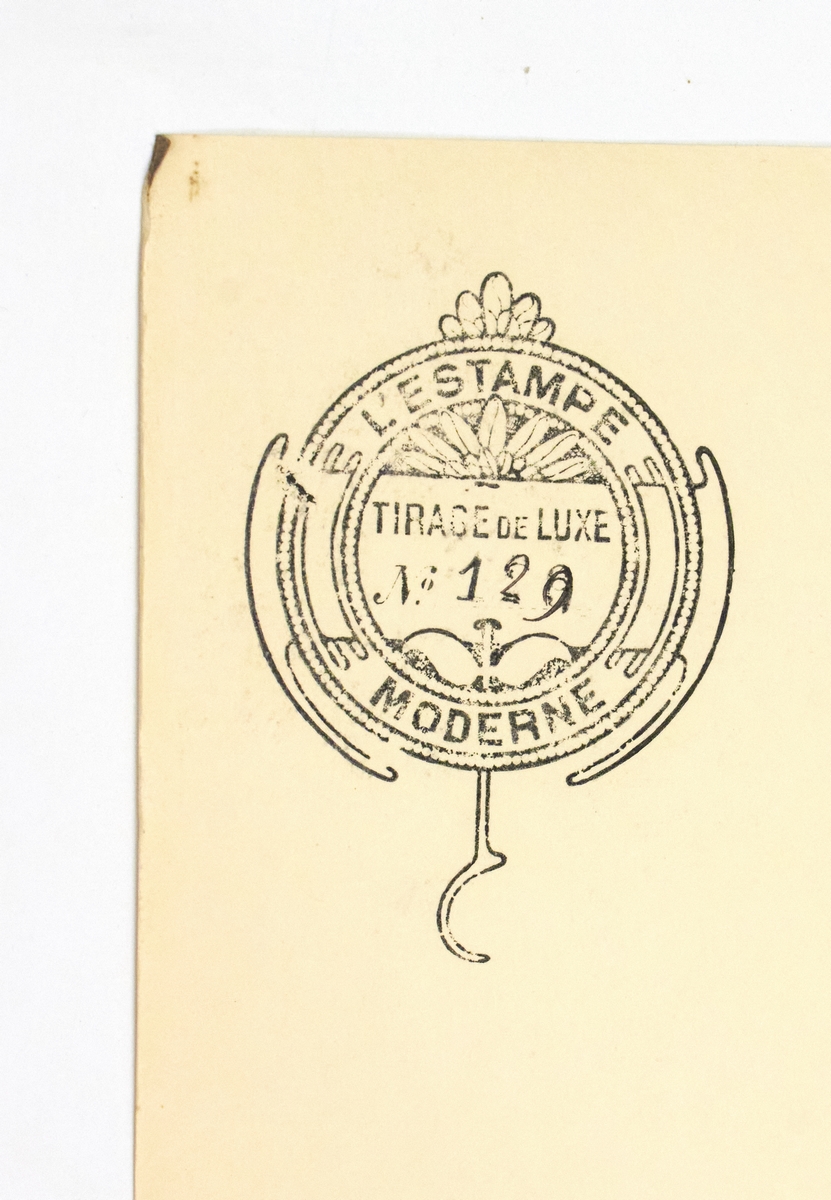 L'ESTAMPE
TIRAGE DE LUXE
No 129
MODERNE